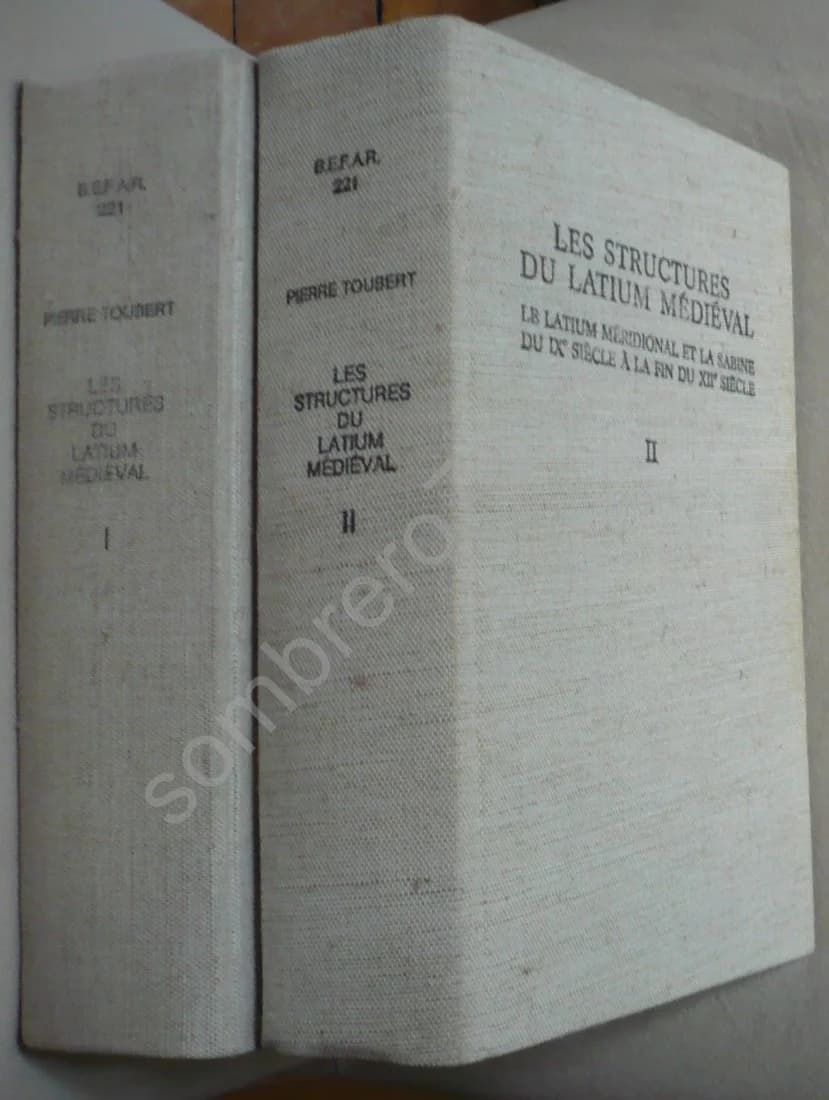 B.E.F.A.R.
221
PIERRE TOUBERT
LES
STRUCTURES
DU
LATIUM
MÉDIÉVAL
I
B.E.F.A.R.
221
PIERRE TOUBERT
LES
STRUCTURES
DU
LATIUM
MÉDIÉVAL
II
LES STRUCTURES
DU LATIUM MÉDIÉVAL
LE LATIUM MÉRIDIONAL ET LA SABINE
DU IXᵉ SIÈCLE À LA FIN DU XIIᵉ SIÈCLE
II
sombrero